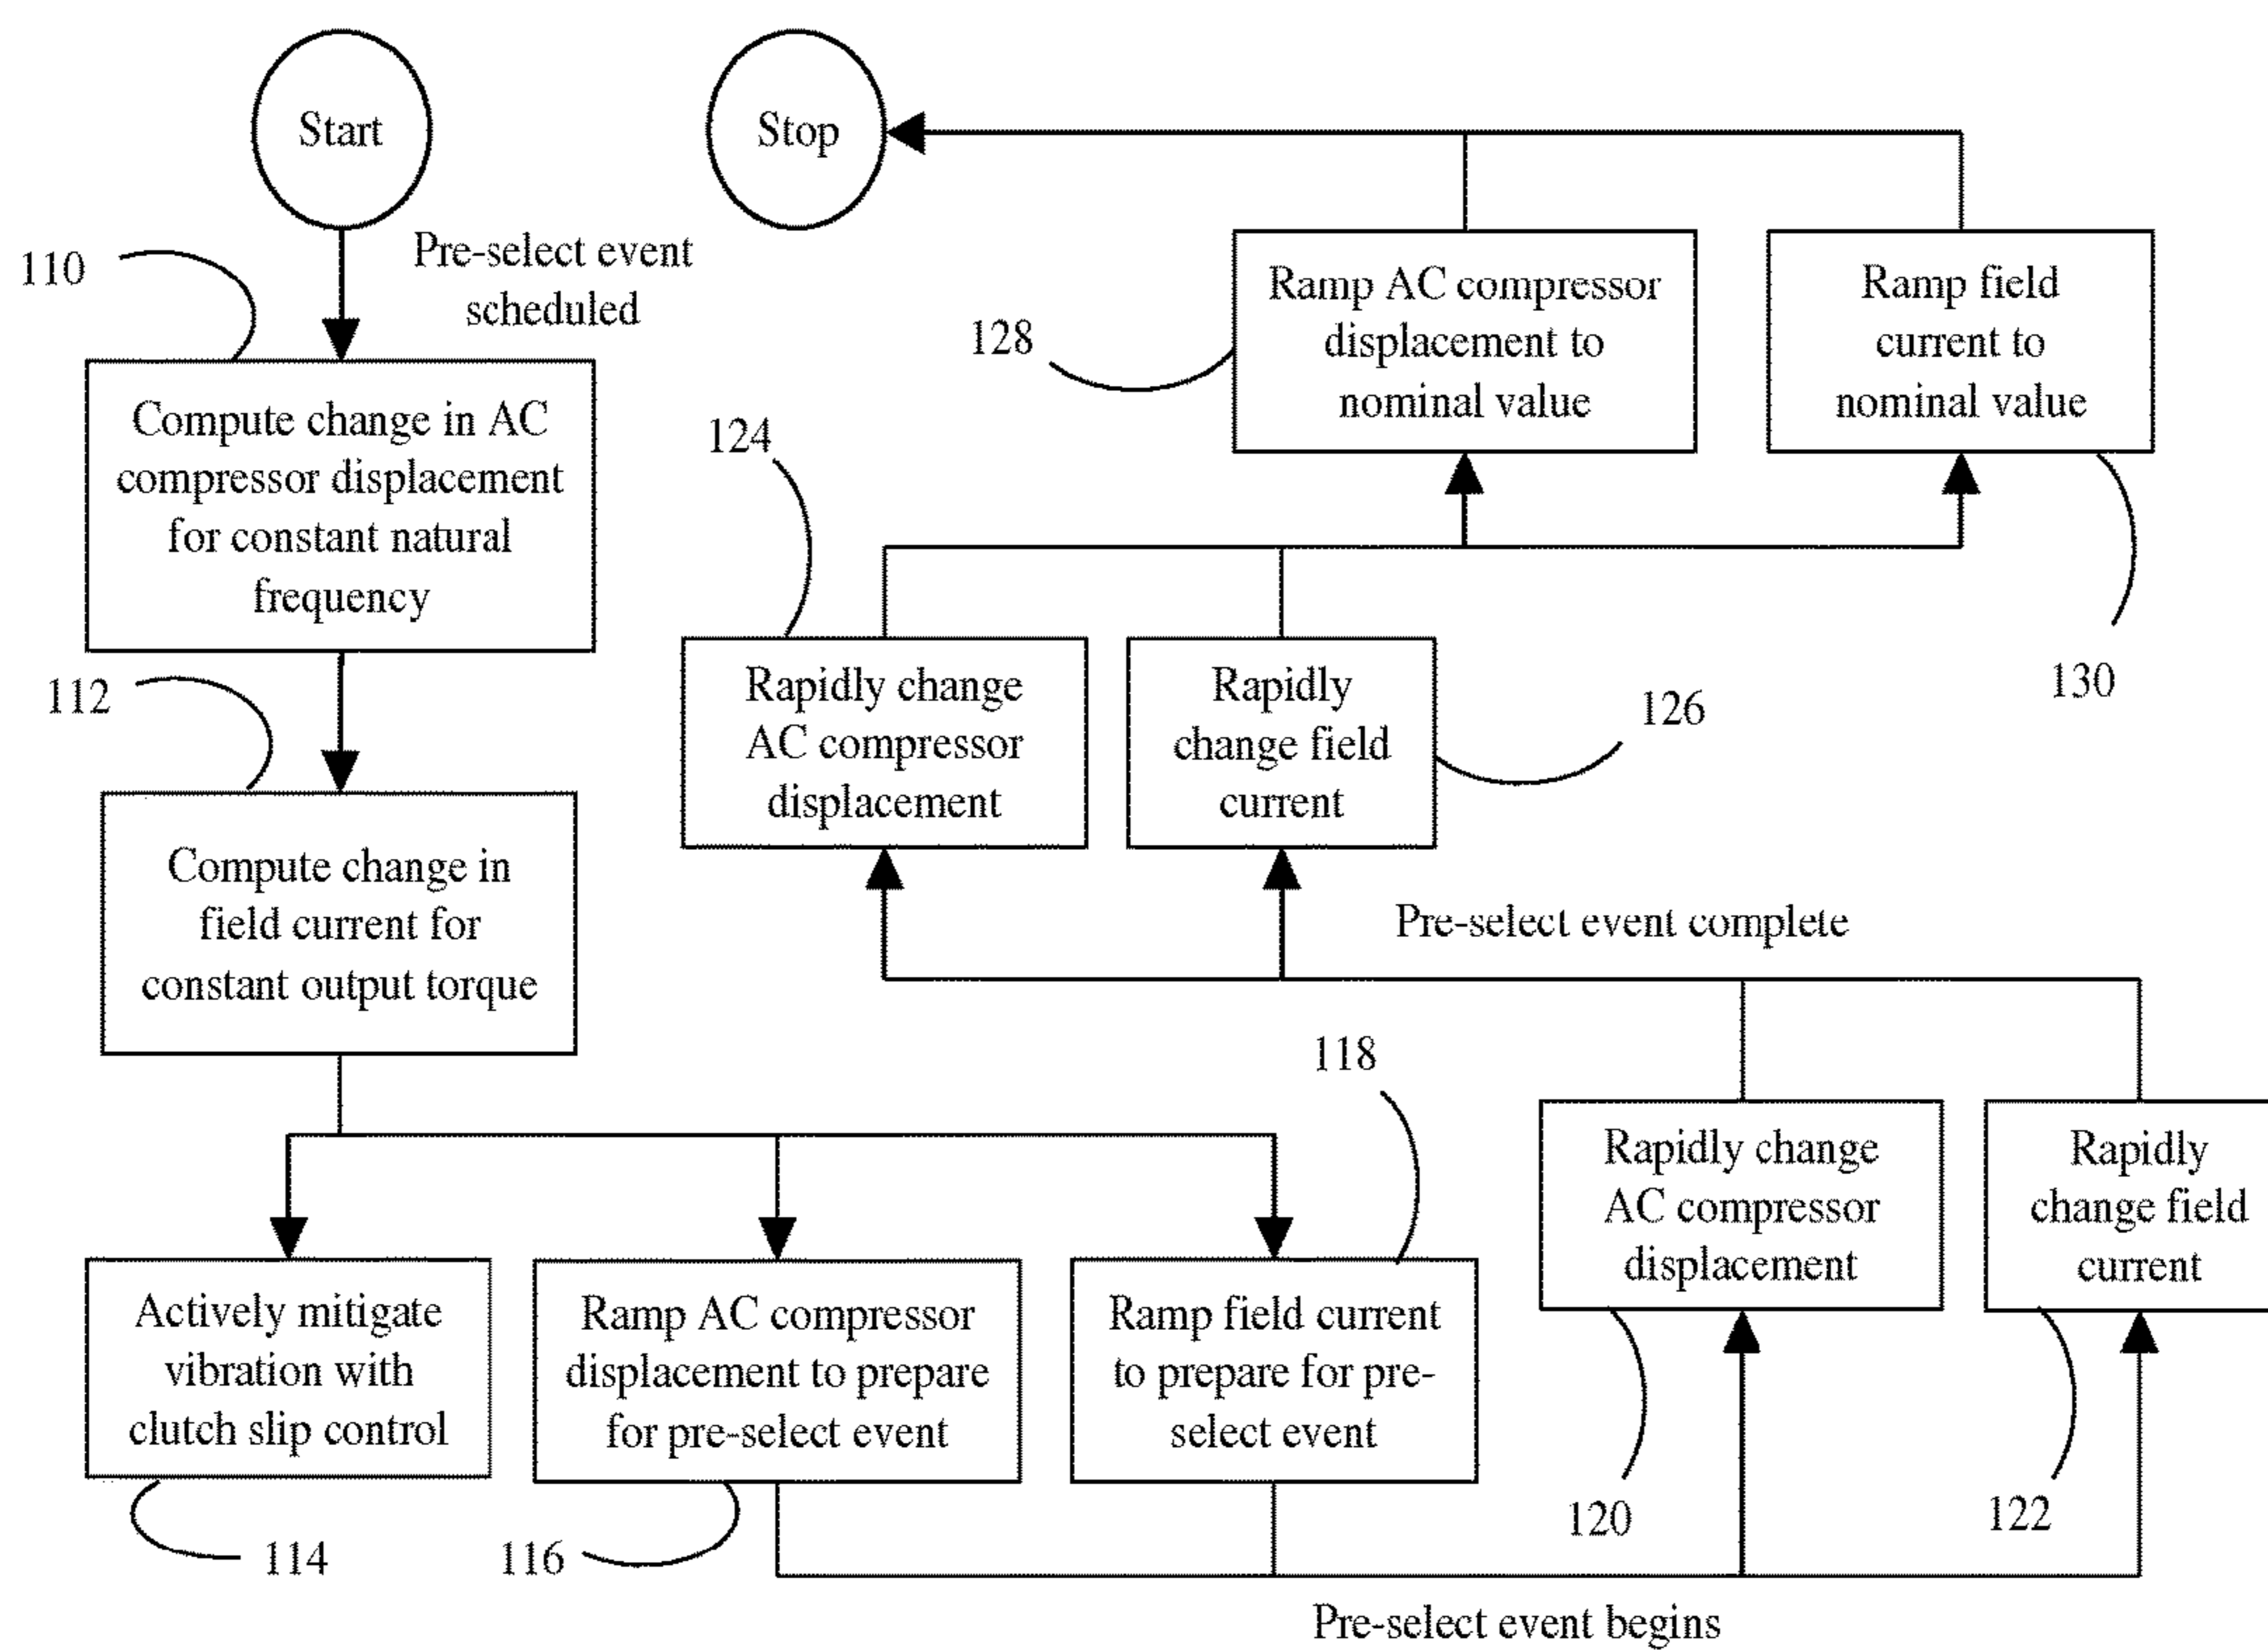 Start
Stop
Pre-select event
scheduled
110
Compute change in AC
compressor displacement
for constant natural
frequency
112
Compute change in
field current for
constant output torque
Actively mitigate
vibration with
clutch slip control
114
Ramp AC compressor
displacement to prepare
for pre-select event
116
Ramp field current
to prepare for pre-
select event
118
Pre-select event begins
Rapidly change
AC compressor
displacement
120
Rapidly
change field
current
122
Pre-select event complete
Rapidly change
AC compressor
displacement
124
Rapidly
change field
current
126
Ramp AC compressor
displacement to
nominal value
128
Ramp field
current to
nominal value
130